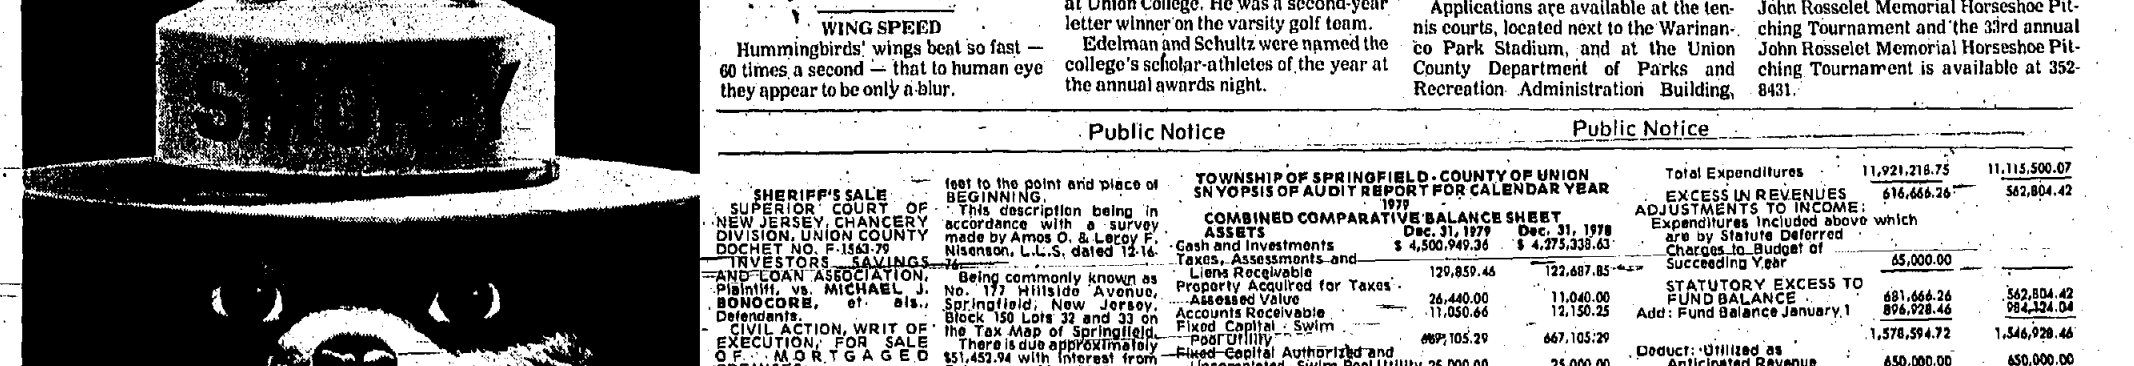 SMOKEY
WING SPEED
Hummingbirds' wings beat so fast —
60 times a second — that to human eye
they appear to be only a blur.
at Union College. He was a second-year
letter winner on the varsity golf team.
Edelman and Schultz were named the
college's scholar-athletes of the year at
the annual awards night.
Applications are available at the ten-
nis courts, located next to the Warinan-
co Park Stadium, and at the Union
County Department of Parks and
Recreation Administration Building,
John Rosselet Memorial Horseshoe Pit-
ching Tournament and the 33rd annual
John Rosselet Memorial Horseshoe Pit-
ching Tournament is available at 352-
8431.
Public Notice
Public Notice
SHERIFF'S SALE
SUPERIOR COURT OF
NEW JERSEY, CHANCERY
DIVISION, UNION COUNTY
DOCHET NO. F-1563-79
INVESTORS SAVINGS
AND LOAN ASSOCIATION,
Plaintiff, vs. MICHAEL J.
BONOCORE, et als.,
Defendants.
CIVIL ACTION, WRIT OF
EXECUTION, FOR SALE
OF MORTGAGED
feet to the point and place of
BEGINNING.
This description being in
accordance with a survey
made by Amos O. & Leroy F.
Nisenson, L.L.S. dated 12-16-
76.
Being commonly known as
No. 177 Hillside Avenue,
Springfield, New Jersey,
Block 150 Lots 32 and 33 on
the Tax Map of Springfield.
There is due approximately
$51,452.94 with interest from
TOWNSHIP OF SPRINGFIELD - COUNTY OF UNION
SNYOPSIS OF AUDIT REPORT FOR CALENDAR YEAR
1979
COMBINED COMPARATIVE BALANCE SHEET
ASSETS Dec. 31, 1979 Dec. 31, 1978
Cash and Investments $ 4,500,949.36 $ 4,275,338.63
Taxes, Assessments and
Liens Receivable 129,859.46 122,687.85
Property Acquired for Taxes -
Assessed Value 26,440.00 11,040.00
Accounts Receivable 11,050.66 12,150.25
Fixed Capital - Swim
Pool Utility 105.29 667,105.29
Fixed Capital Authorized and
Uncompleted, Swim Pool Utility 25,000.00 25,000.00
Total Expenditures 11,921,218.75 11,115,500.07
EXCESS IN REVENUES 616,666.26 562,804.42
ADJUSTMENTS TO INCOME:
Expenditures Included above which
are by Statute Deferred
Charges to Budget of
Succeeding Year 65,000.00
STATUTORY EXCESS TO
FUND BALANCE 681,666.26 562,804.42
Add: Fund Balance January 1 896,928.46 984,124.04
1,578,594.72 1,546,928.46
Deduct: Utilized as
Anticipated Revenue 650,000.00 650,000.00